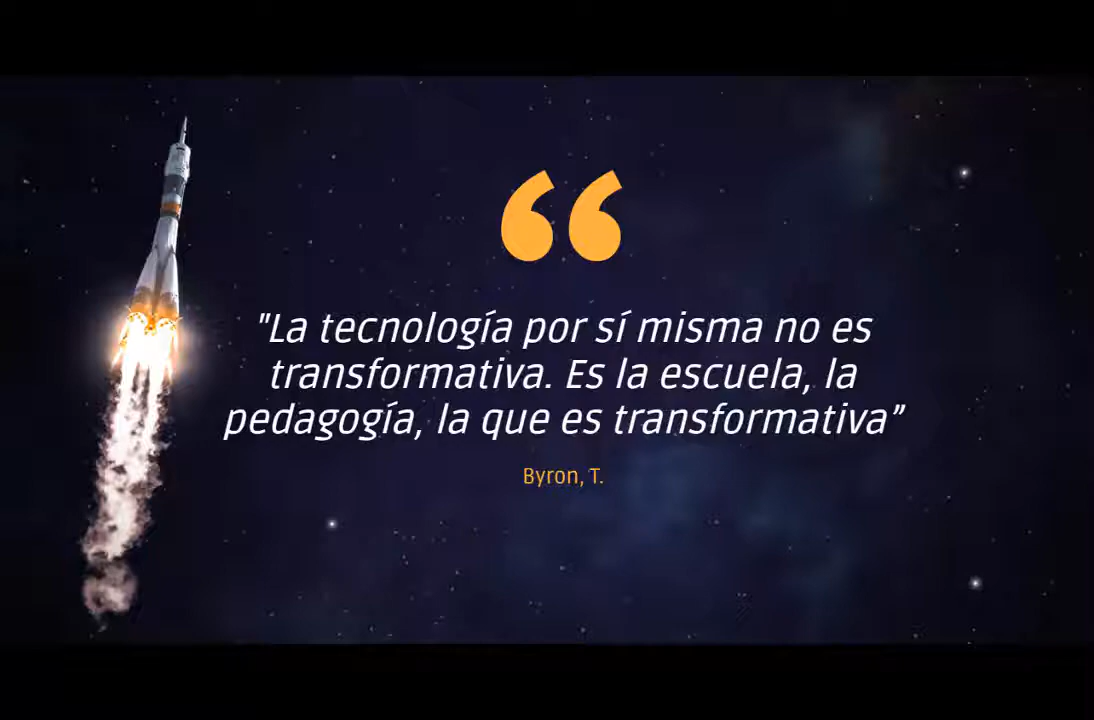 "La tecnología por sí misma no es
transformativa. Es la escuela, la
pedagogía, la que es transformativa”
Byron, T.